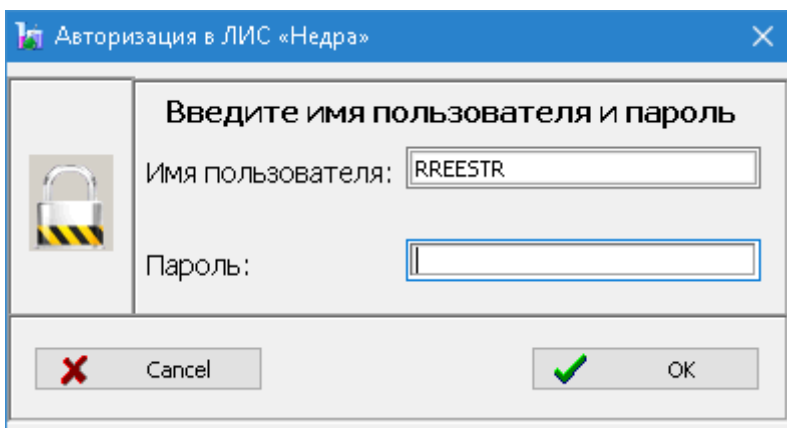 Авторизация в ЛИС «Недра»
Введите имя пользователя и пароль
Имя пользователя: RREESTR
Пароль:
Cancel OK